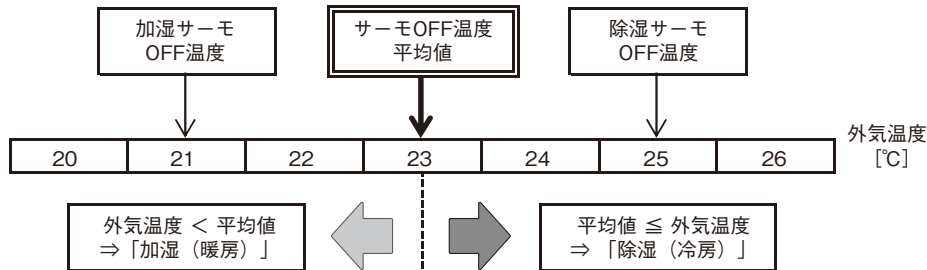 加湿サーモ
OFF温度
サーモOFF温度
平均値
除湿サーモ
OFF温度
外気温度
[℃]
20 21 22 23 24 25 26
外気温度 < 平均値
⇒「加湿（暖房）」
平均値 ≦ 外気温度
⇒ 「除湿（冷房）」